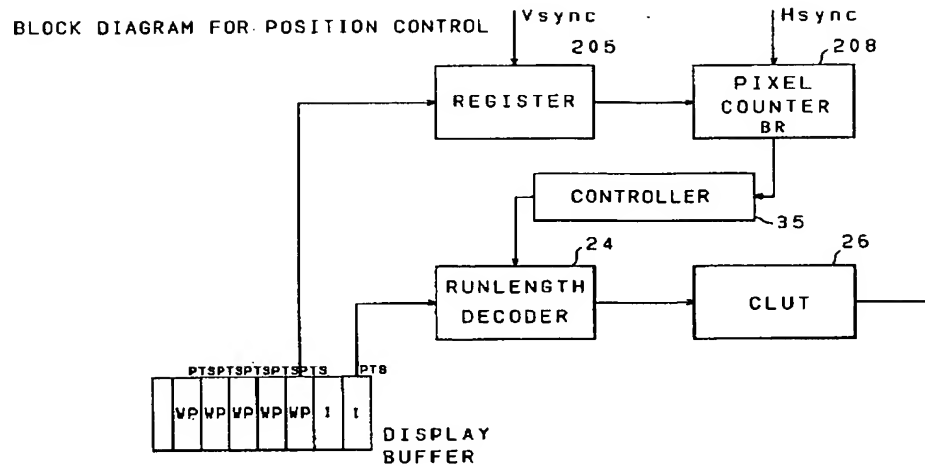 BLOCK DIAGRAM FOR POSITION CONTROL
Vsync
Hsync
205
208
REGISTER
PIXEL
COUNTER
BR
CONTROLLER
35
24
26
RUNLENGTH
DECODER
CLUT
PTSPTSPTSPTSPTS PTS
WP WP WP WP WP I I
DISPLAY
BUFFER